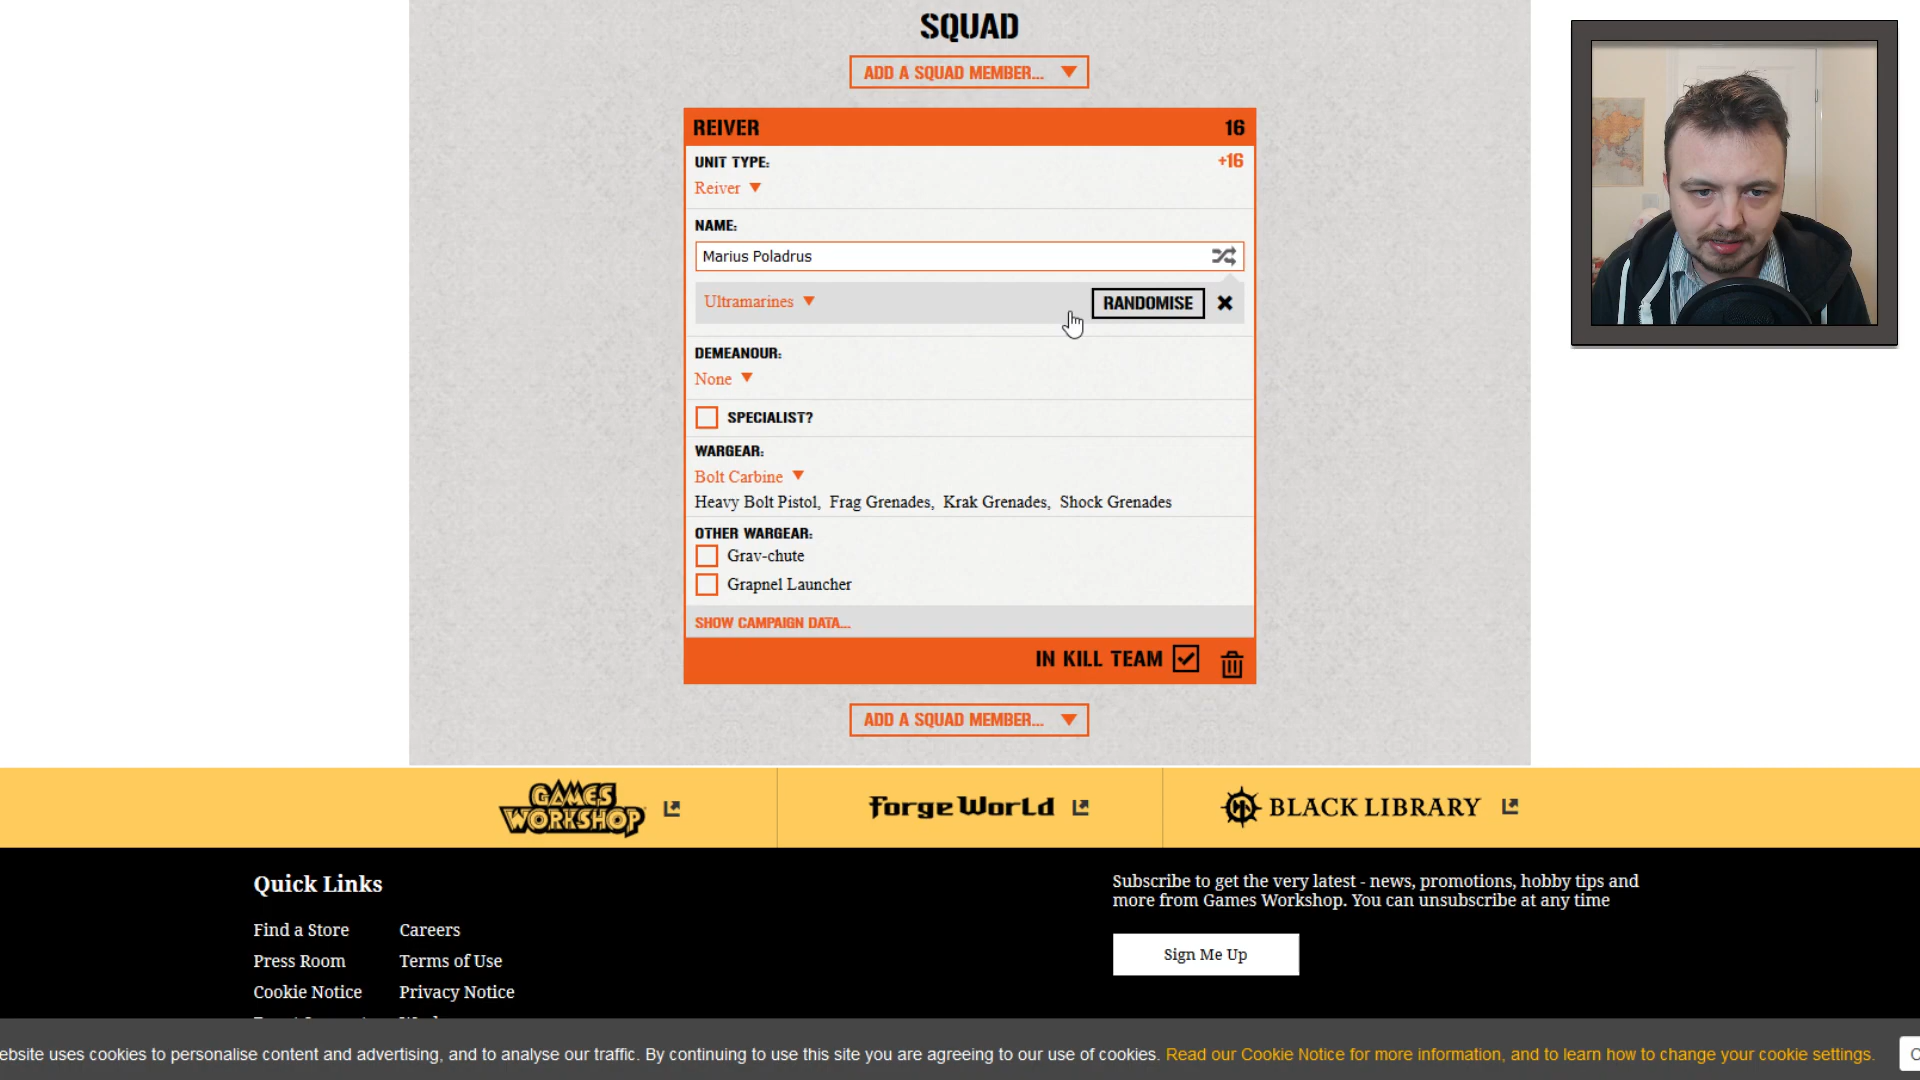 SQUAD
ADD A SQUAD MEMBER...
REIVER 16
UNIT TYPE: +16
Reiver
NAME:
Marius Poladrus
Ultramarines RANDOMISE
DEMEANOUR:
None
SPECIALIST?
WARGEAR:
Bolt Carbine
Heavy Bolt Pistol, Frag Grenades, Krak Grenades, Shock Grenades
OTHER WARGEAR:
Grav-chute
Grapnel Launcher
SHOW CAMPAIGN DATA...
IN KILL TEAM
ADD A SQUAD MEMBER...
GAMES WORKSHOP
forgeWorld
BLACK LIBRARY
Quick Links
Find a Store
Careers
Press Room
Terms of Use
Cookie Notice
Privacy Notice
Subscribe to get the very latest - news, promotions, hobby tips and
more from Games Workshop. You can unsubscribe at any time
Sign Me Up
ebsite uses cookies to personalise content and advertising, and to analyse our traffic. By continuing to use this site you are agreeing to our use of cookies. Read our Cookie Notice for more information, and to learn how to change your cookie settings.